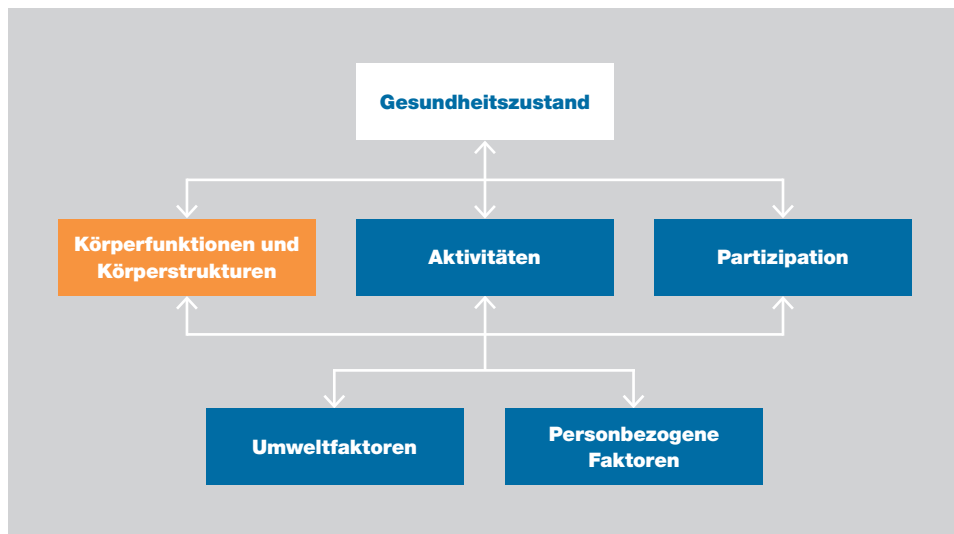 Gesundheitszustand
Körperfunktionen und
Körperstrukturen
Aktivitäten
Partizipation
Umweltfaktoren
Personbezogene
Faktoren